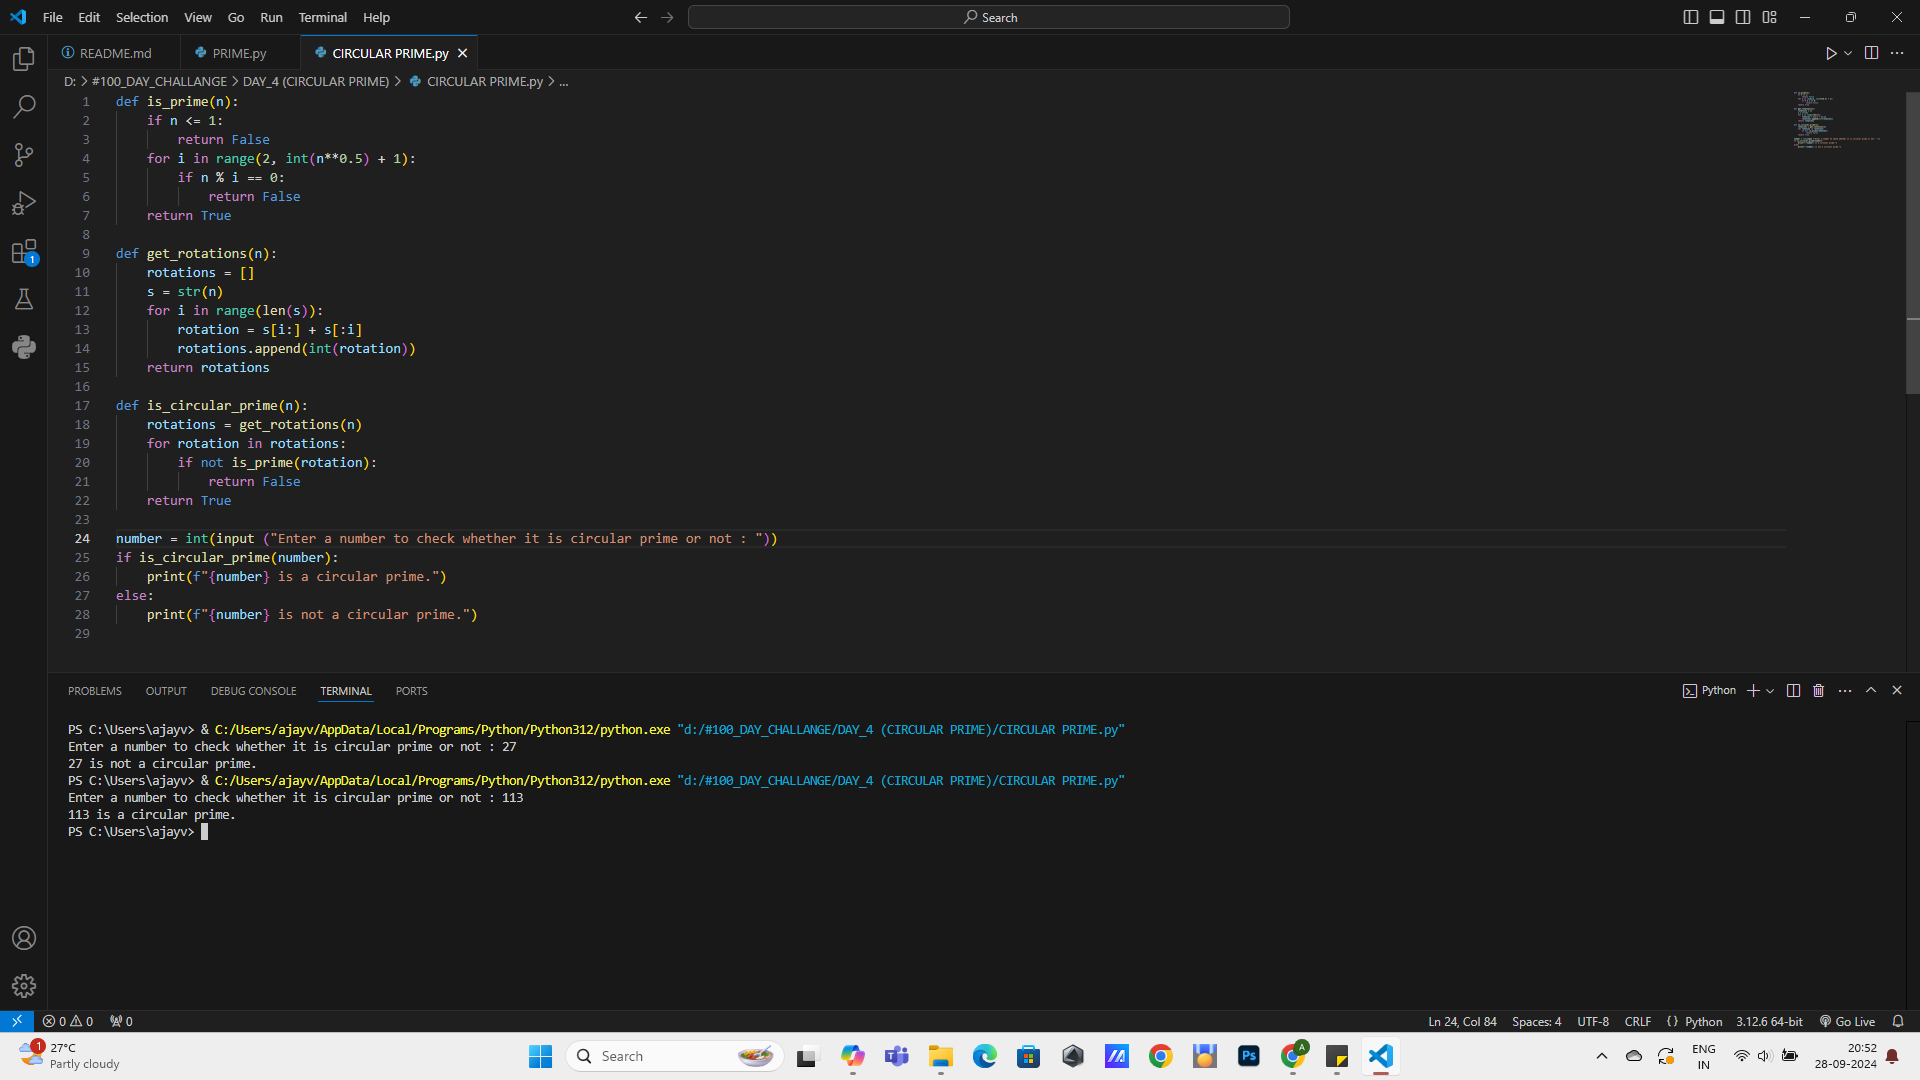 File Edit Selection View Go Run Terminal Help
Search
README.md PRIME.py CIRCULAR PRIME.py
D: > #100_DAY_CHALLANGE > DAY_4 (CIRCULAR PRIME) > CIRCULAR PRIME.py > ...
1 def is_prime(n):
2     if n <= 1:
3         return False
4     for i in range(2, int(n**0.5) + 1):
5         if n % i == 0:
6             return False
7     return True
8
9 def get_rotations(n):
10     rotations = []
11     s = str(n)
12     for i in range(len(s)):
13         rotation = s[i:] + s[:i]
14         rotations.append(int(rotation))
15     return rotations
16
17 def is_circular_prime(n):
18     rotations = get_rotations(n)
19     for rotation in rotations:
20         if not is_prime(rotation):
21             return False
22     return True
23
24 number = int(input ("Enter a number to check whether it is circular prime or not : "))
25 if is_circular_prime(number):
26     print(f"{number} is a circular prime.")
27 else:
28     print(f"{number} is not a circular prime.")
29
1
PROBLEMS OUTPUT DEBUG CONSOLE TERMINAL PORTS
Python
PS C:\Users\ajayv> & C:/Users/ajayv/AppData/Local/Programs/Python/Python312/python.exe "d:/#100_DAY_CHALLANGE/DAY_4 (CIRCULAR PRIME)/CIRCULAR PRIME.py"
Enter a number to check whether it is circular prime or not : 27
27 is not a circular prime.
PS C:\Users\ajayv> & C:/Users/ajayv/AppData/Local/Programs/Python/Python312/python.exe "d:/#100_DAY_CHALLANGE/DAY_4 (CIRCULAR PRIME)/CIRCULAR PRIME.py"
Enter a number to check whether it is circular prime or not : 113
113 is a circular prime.
PS C:\Users\ajayv>
0 0 0
Ln 24, Col 84 Spaces: 4 UTF-8 CRLF {} Python 3.12.6 64-bit Go Live
1
27°C
Partly cloudy
Search
Ps
A
ENG
IN
20:52
28-09-2024